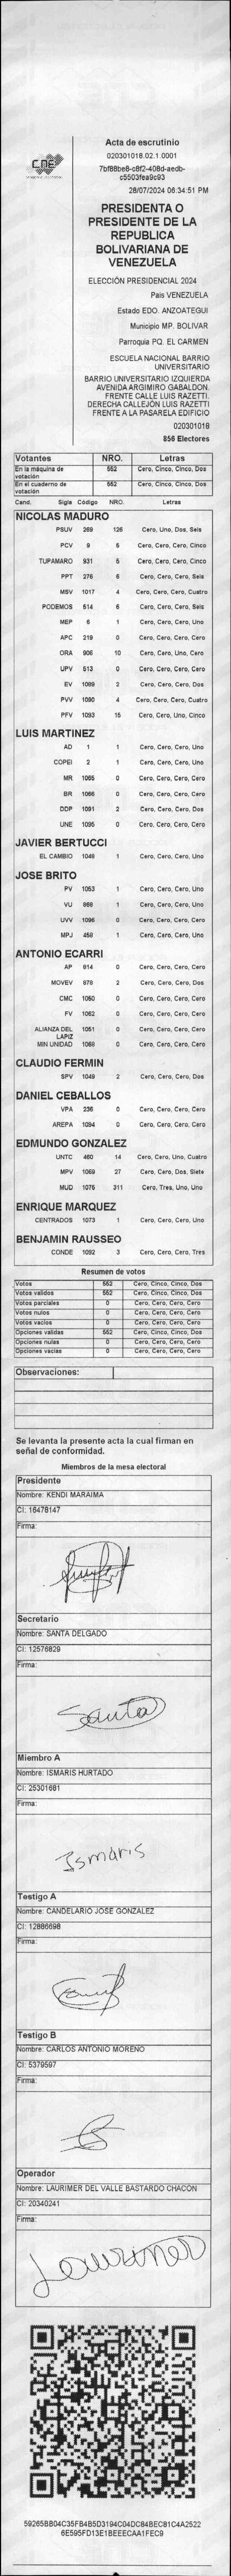 CNE
Acta de escrutinio
020301018.02.1.0001
7bf88be8-c8f2-408d-aedb-
c5503fea9c93
28/07/2024 06:34:51 PM
PRESIDENTA O
PRESIDENTE DE LA
REPUBLICA
BOLIVARIANA DE
VENEZUELA
ELECCIÓN PRESIDENCIAL 2024
Pais VENEZUELA
Estado EDO. ANZOATEGUI
Municipio MP. BOLIVAR
Parroquia PQ. EL CARMEN
ESCUELA NACIONAL BARRIO
UNIVERSITARIO
BARRIO UNIVERSITARIO IZQUIERDA
AVENIDA ARGIMIRO GABALDON.
FRENTE CALLE LUIS RAZETTI.
DERECHA CALLEJÓN LUIS RAZETTI
FRENTE A LA PASARELA EDIFICIO
020301018
856 Electores
Votantes NRO. Letras
En la máquina de votación 552 Cero, Cinco, Cinco, Dos
En el cuaderno de votación 552 Cero, Cinco, Cinco, Dos
Cand. Sigla Código NRO. Letras
NICOLAS MADURO
PSUV 269 126 Cero, Uno, Dos, Seis
PCV 9 5 Cero, Cero, Cero, Cinco
TUPAMARO 931 5 Cero, Cero, Cero, Cinco
PPT 276 6 Cero, Cero, Cero, Seis
MSV 1017 4 Cero, Cero, Cero, Cuatro
PODEMOS 514 6 Cero, Cero, Cero, Seis
MEP 6 1 Cero, Cero, Cero, Uno
APC 219 0 Cero, Cero, Cero, Cero
ORA 906 10 Cero, Cero, Uno, Cero
UPV 513 0 Cero, Cero, Cero, Cero
EV 1089 2 Cero, Cero, Cero, Dos
PVV 1090 4 Cero, Cero, Cero, Cuatro
PFV 1093 15 Cero, Cero, Uno, Cinco
LUIS MARTINEZ
AD 1 1 Cero, Cero, Cero, Uno
COPEI 2 1 Cero, Cero, Cero, Uno
MR 1065 0 Cero, Cero, Cero, Cero
BR 1066 0 Cero, Cero, Cero, Cero
DDP 1091 2 Cero, Cero, Cero, Dos
UNE 1095 0 Cero, Cero, Cero, Cero
JAVIER BERTUCCI
EL CAMBIO 1048 1 Cero, Cero, Cero, Uno
JOSE BRITO
PV 1053 1 Cero, Cero, Cero, Uno
VU 868 1 Cero, Cero, Cero, Uno
UVV 1096 0 Cero, Cero, Cero, Cero
MPJ 458 1 Cero, Cero, Cero, Uno
ANTONIO ECARRI
AP 814 0 Cero, Cero, Cero, Cero
MOVEV 878 2 Cero, Cero, Cero, Dos
CMC 1050 0 Cero, Cero, Cero, Cero
FV 1052 0 Cero, Cero, Cero, Cero
ALIANZA DEL LAPIZ 1051 0 Cero, Cero, Cero, Cero
MIN UNIDAD 1068 0 Cero, Cero, Cero, Cero
CLAUDIO FERMIN
SPV 1049 2 Cero, Cero, Cero, Dos
DANIEL CEBALLOS
VPA 236 0 Cero, Cero, Cero, Cero
AREPA 1094 0 Cero, Cero, Cero, Cero
EDMUNDO GONZALEZ
UNTC 460 14 Cero, Cero, Uno, Cuatro
MPV 1069 27 Cero, Cero, Dos, Siete
MUD 1075 311 Cero, Tres, Uno, Uno
ENRIQUE MARQUEZ
CENTRADOS 1073 1 Cero, Cero, Cero, Uno
BENJAMIN RAUSSEO
CONDE 1092 3 Cero, Cero, Cero, Tres
Resumen de votos
Votos 552 Cero, Cinco, Cinco, Dos
Votos validos 552 Cero, Cinco, Cinco, Dos
Votos parciales 0 Cero, Cero, Cero, Cero
Votos nulos 0 Cero, Cero, Cero, Cero
Votos vacios 0 Cero, Cero, Cero, Cero
Opciones validas 552 Cero, Cinco, Cinco, Dos
Opciones nulas 0 Cero, Cero, Cero, Cero
Opciones vacias 0 Cero, Cero, Cero, Cero
Observaciones:
Se levanta la presente acta la cual firman en
señal de conformidad.
Miembros de la mesa electoral
Presidente
Nombre: KENDI MARAIMA
CI: 16478147
Firma:
Secretario
Nombre: SANTA DELGADO
CI: 12576829
Firma:
Santa
Miembro A
Nombre: ISMARIS HURTADO
CI: 25301681
Firma:
Ismaris
Testigo A
Nombre: CANDELARIO JOSE GONZALEZ
CI: 12886698
Firma:
Testigo B
Nombre: CARLOS ANTONIO MORENO
CI: 5379597
Firma:
Operador
Nombre: LAURIMER DEL VALLE BASTARDO CHACON
CI: 20340241
Firma:
Laurimer
59265BB04C35FB4B5D3194C04DC84BEC81C4A2522
6E595FD13E1BEEECAA1FEC9